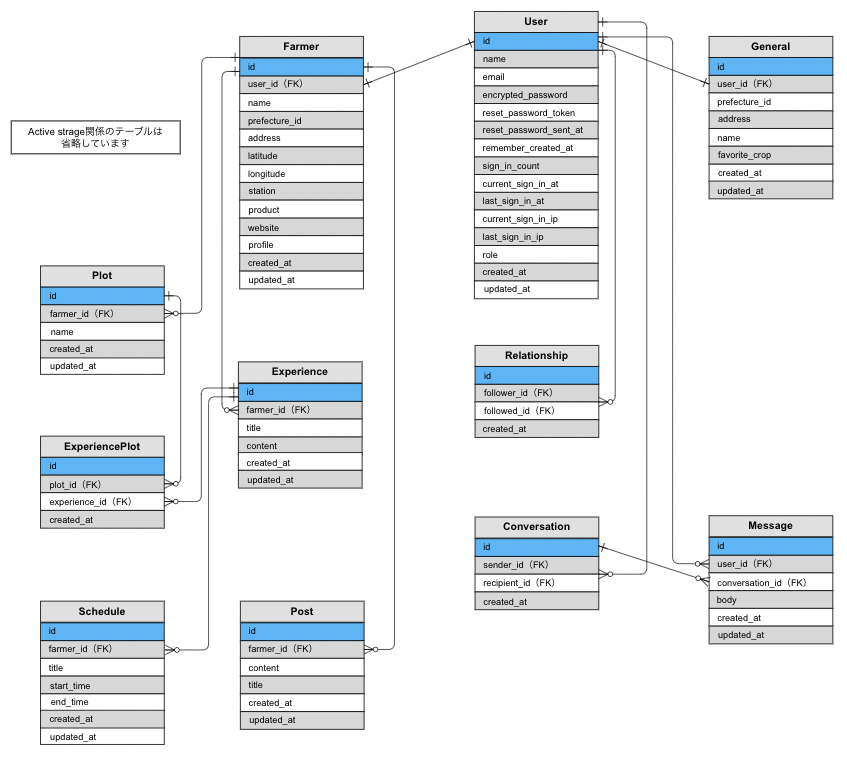 User
id
name
email
encrypted_password
reset_password_token
reset_password_sent_at
remember_created_at
sign_in_count
current_sign_in_at
last_sign_in_at
current_sign_in_ip
last_sign_in_ip
role
created_at
updated_at
Farmer
id
user_id（FK）
name
prefecture_id
address
latitude
longitude
station
product
website
profile
created_at
updated_at
General
id
user_id（FK）
prefecture_id
address
name
favorite_crop
created_at
updated_at
Active strage関係のテーブルは
省略しています
Plot
id
farmer_id（FK）
name
created_at
updated_at
Experience
id
farmer_id（FK）
title
content
created_at
updated_at
Relationship
id
follower_id（FK）
followed_id（FK）
created_at
ExperiencePlot
id
plot_id（FK）
experience_id（FK）
created_at
Conversation
id
sender_id（FK）
recipient_id（FK）
created_at
Message
id
user_id（FK）
conversation_id（FK）
body
created_at
updated_at
Schedule
id
farmer_id（FK）
title
start_time
end_time
created_at
updated_at
Post
id
farmer_id（FK）
content
title
created_at
updated_at